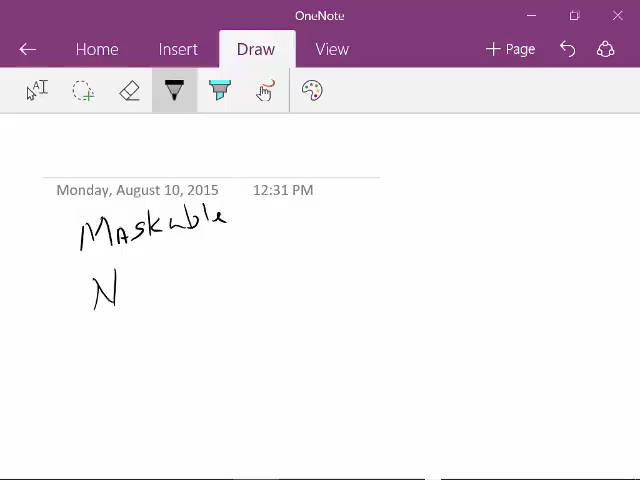 OneNote
Home Insert Draw View + Page
Monday, August 10, 2015 12:31 PM
Maskable
N